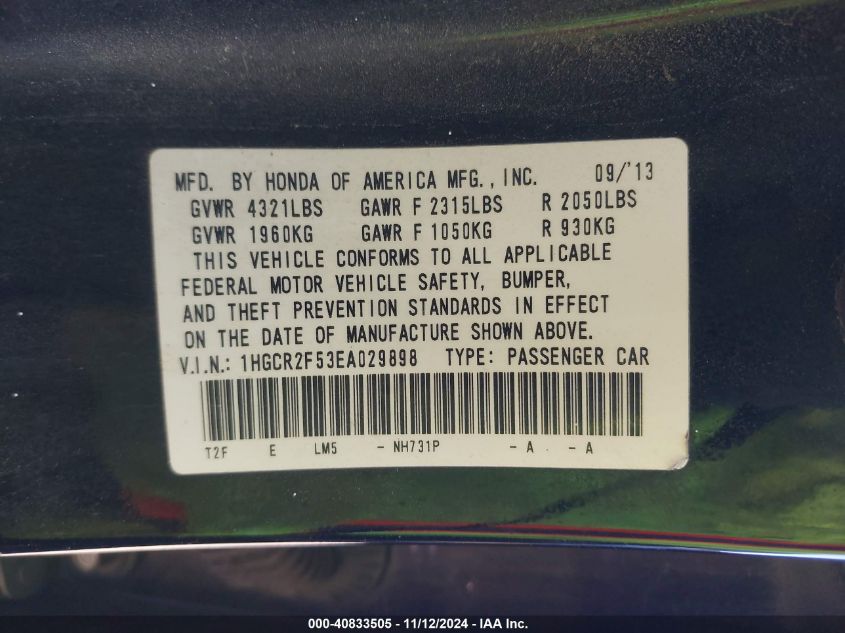 MFD. BY HONDA OF AMERICA MFG., INC. 09/'13
GVWR 4321LBS GAWR F 2315LBS R 2050LBS
GVWR 1960KG GAWR F 1050KG R 930KG
THIS VEHICLE CONFORMS TO ALL APPLICABLE
FEDERAL MOTOR VEHICLE SAFETY, BUMPER,
AND THEFT PREVENTION STANDARDS IN EFFECT
ON THE DATE OF MANUFACTURE SHOWN ABOVE.
V.I.N.: 1HGCR2F53EA029898 TYPE: PASSENGER CAR
T2F E LM5 - NH731P - A - A
000-40833505 - 11/12/2024 - IAA Inc.